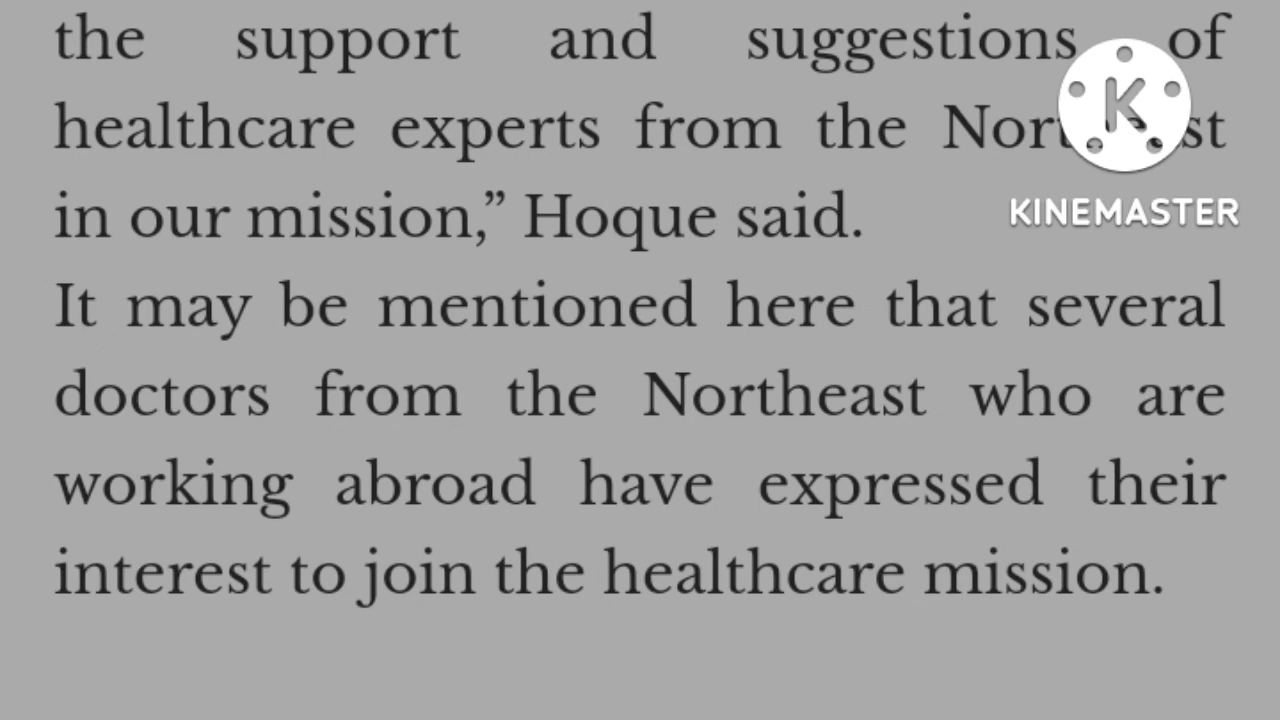 the support and suggestions of
healthcare experts from the Northeast
in our mission,” Hoque said.
KINEMASTER
It may be mentioned here that several
doctors from the Northeast who are
working abroad have expressed their
interest to join the healthcare mission.